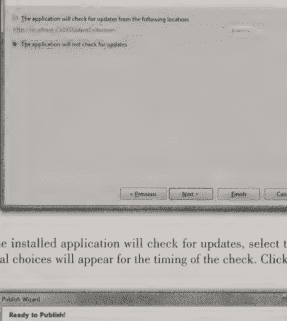 The application will check for updates from the following location:
The application will not check for updates
< Previous Next > Finish Can
e installed application will check for updates, select t
al choices will appear for the timing of the check. Click
Publish Wizard
Ready to Publish!